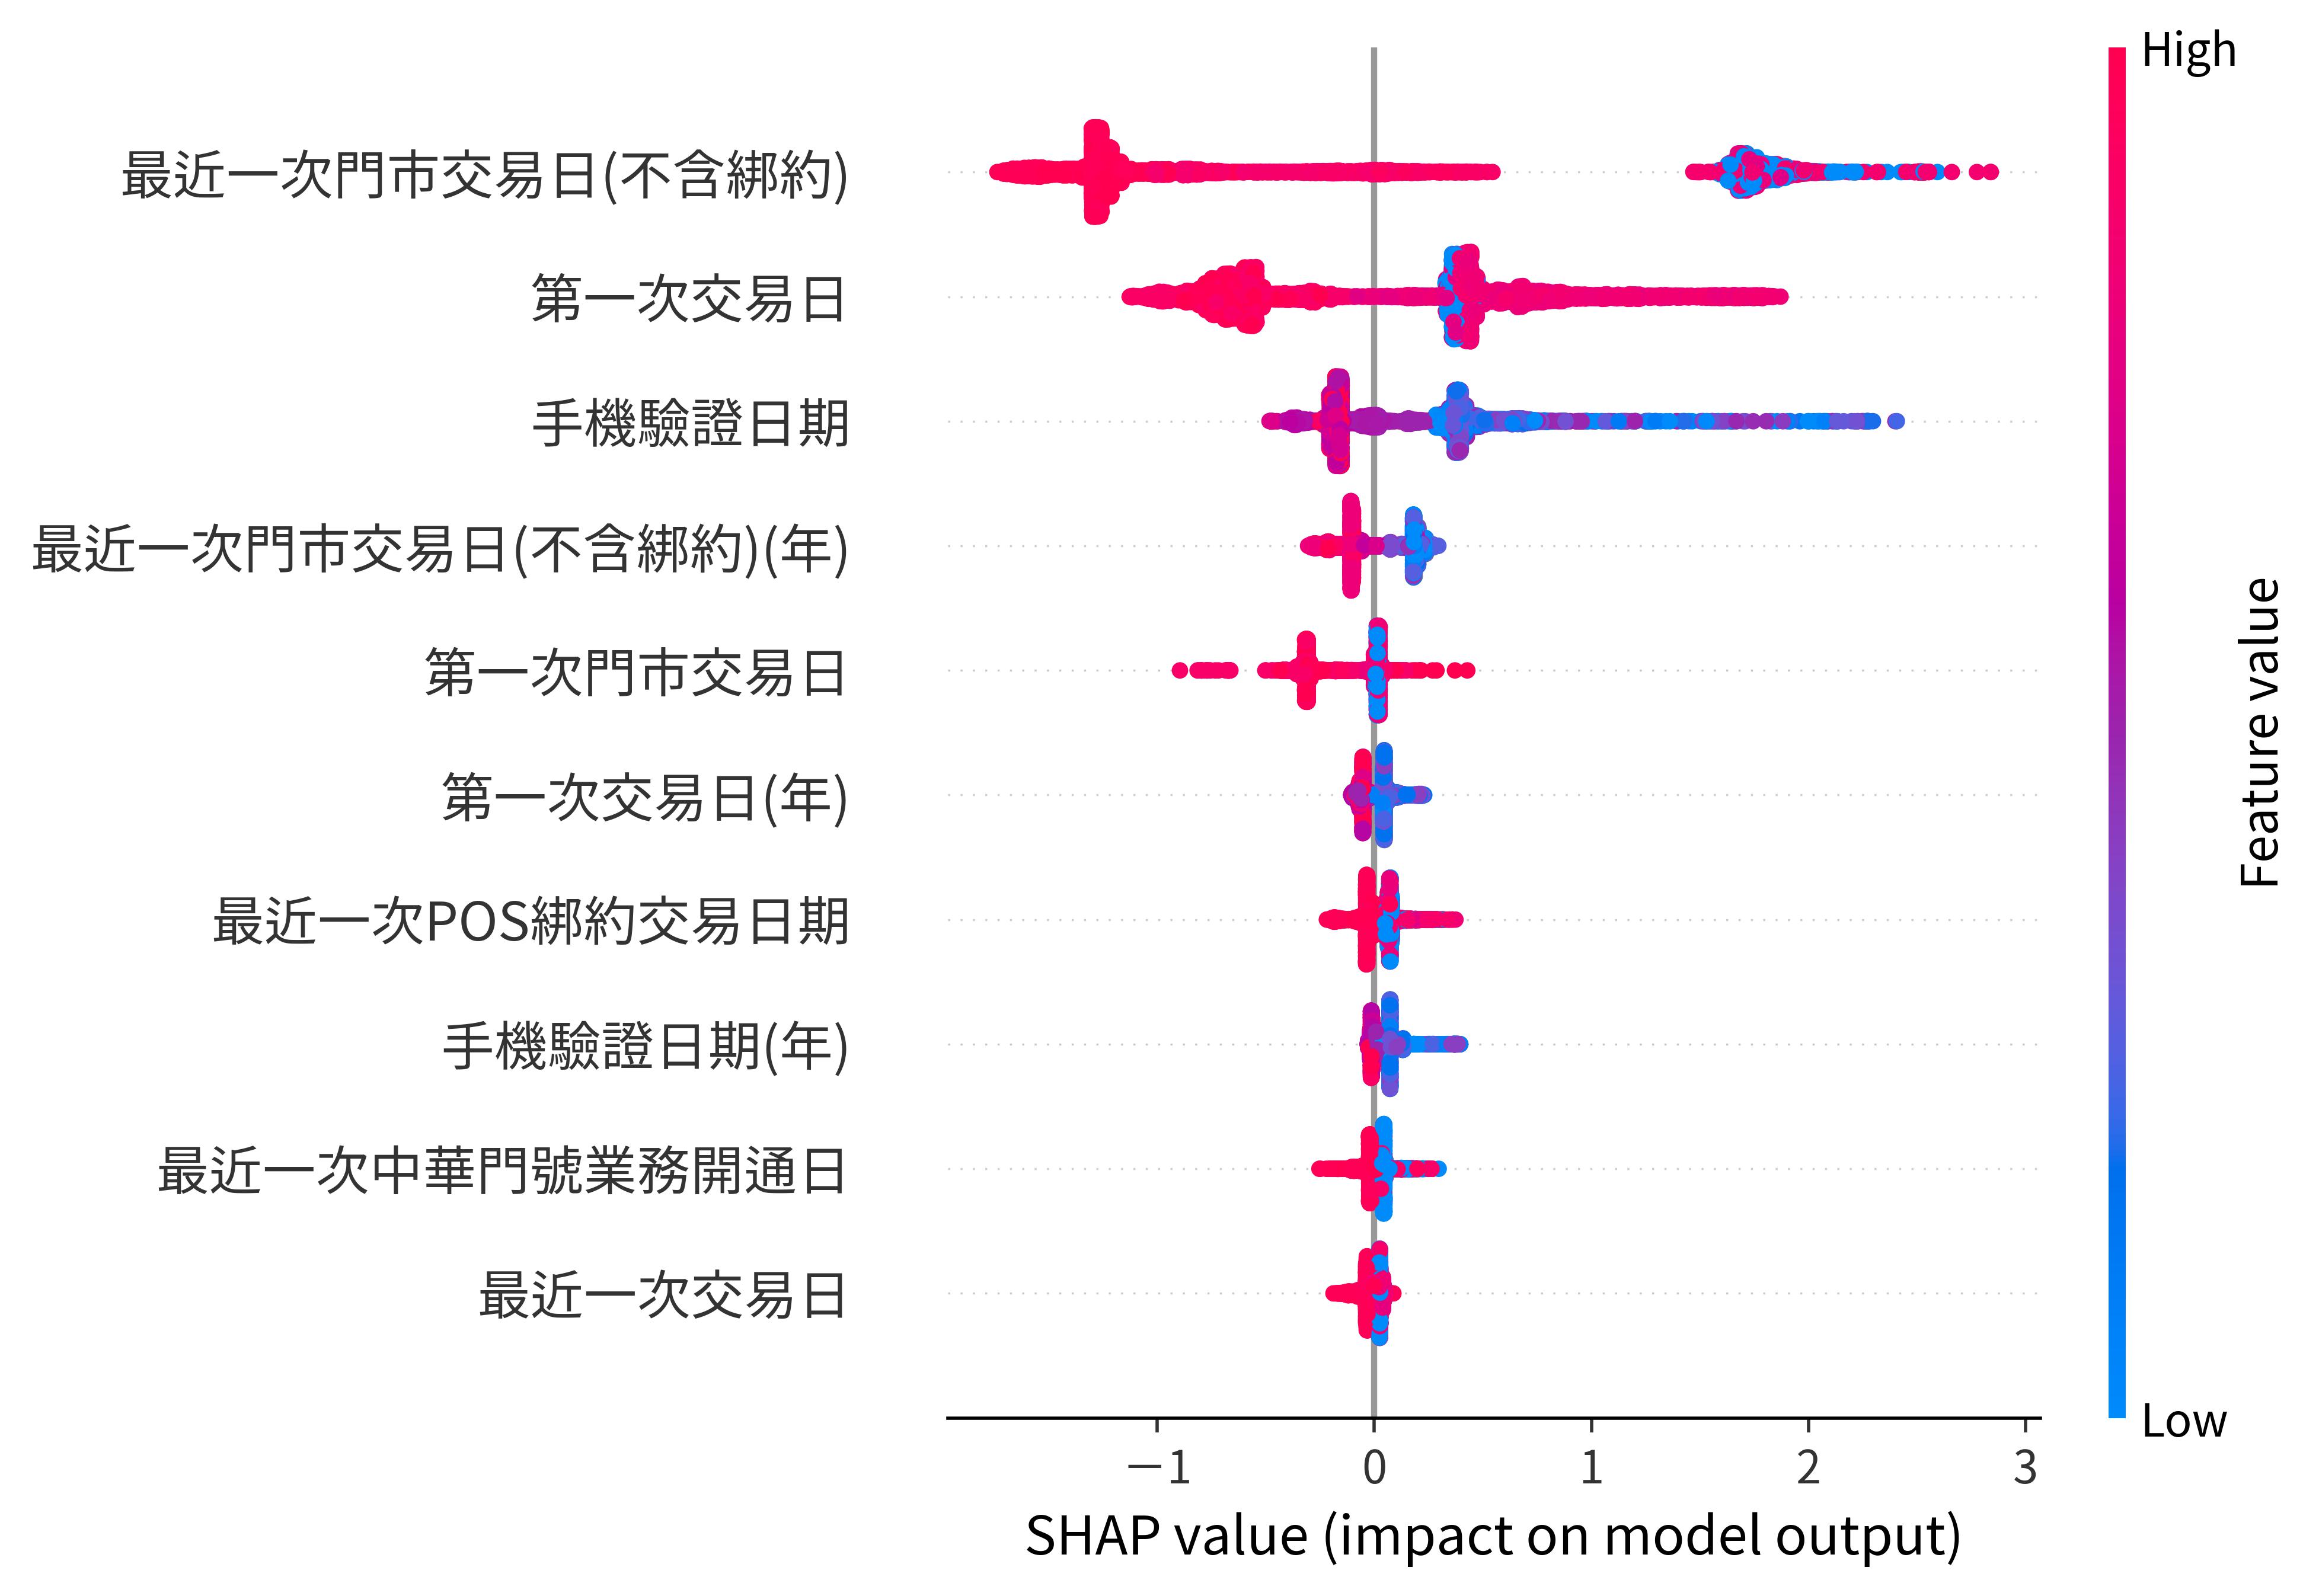 High
最近一次門市交易日(不含綁約)
第一次交易日
手機驗證日期
最近一次門市交易日(不含綁約)(年)
第一次門市交易日
第一次交易日(年)
最近一次POS綁約交易日期
手機驗證日期(年)
最近一次中華門號業務開通日
最近一次交易日
Feature value
Low
−1 0 1 2 3
SHAP value (impact on model output)